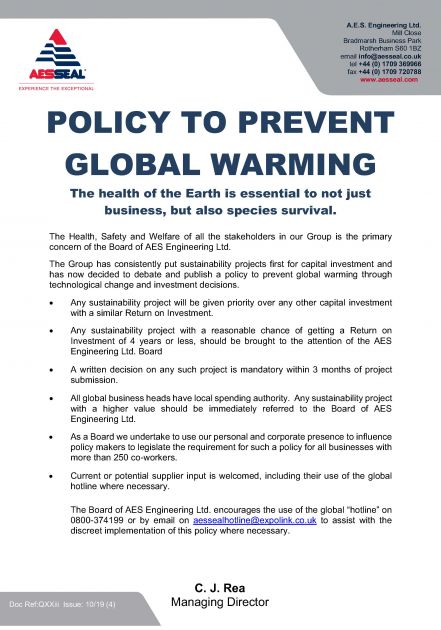 A.E.S. Engineering Ltd.
Mill Close
Bradmarsh Business Park
Rotherham S60 1BZ
email info@aesseal.co.uk
tel +44 (0) 1709 369966
fax +44 (0) 1709 720788
www.aesseal.com
AESSEAL®
EXPERIENCE THE EXCEPTIONAL
POLICY TO PREVENT
GLOBAL WARMING
The health of the Earth is essential to not just
business, but also species survival.
The Health, Safety and Welfare of all the stakeholders in our Group is the primary
concern of the Board of AES Engineering Ltd.
The Group has consistently put sustainability projects first for capital investment and
has now decided to debate and publish a policy to prevent global warming through
technological change and investment decisions.
• Any sustainability project will be given priority over any other capital investment
with a similar Return on Investment.
• Any sustainability project with a reasonable chance of getting a Return on
Investment of 4 years or less, should be brought to the attention of the AES
Engineering Ltd. Board
• A written decision on any such project is mandatory within 3 months of project
submission.
• All global business heads have local spending authority. Any sustainability project
with a higher value should be immediately referred to the Board of AES
Engineering Ltd.
• As a Board we undertake to use our personal and corporate presence to influence
policy makers to legislate the requirement for such a policy for all businesses with
more than 250 co-workers.
• Current or potential supplier input is welcomed, including their use of the global
hotline where necessary.
The Board of AES Engineering Ltd. encourages the use of the global “hotline” on
0800-374199 or by email on aessealhotline@expolink.co.uk to assist with the
discreet implementation of this policy where necessary.
C. J. Rea
Managing Director
Doc Ref:QXXiii Issue: 10/19 (4)